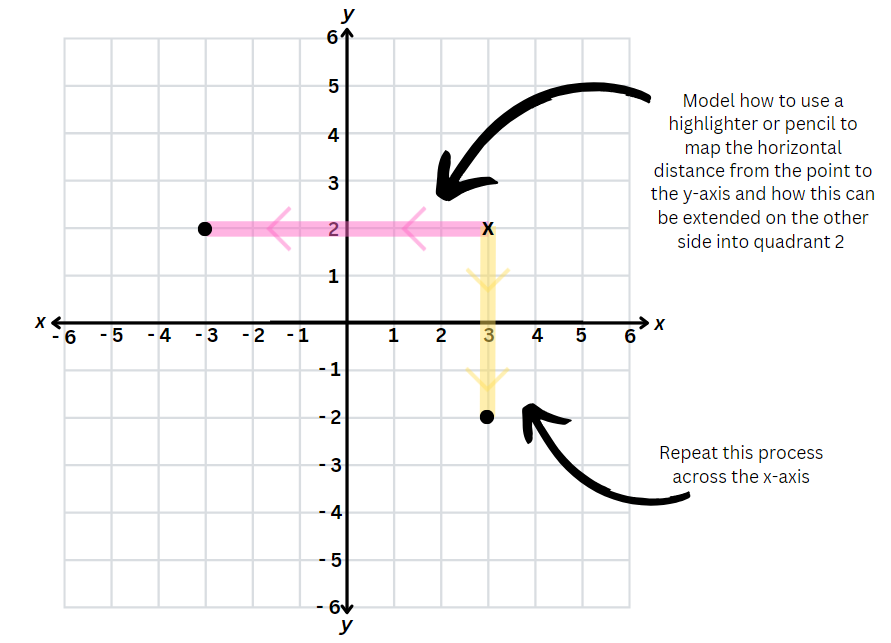 y
6
5
4
3
2
1
Model how to use a
highlighter or pencil to
map the horizontal
distance from the point to
the y-axis and how this can
be extended on the other
side into quadrant 2
X
x
x
-6 -5 -4 -3 -2 -1 1 2 3 4 5 6
-1
-2
-3
-4
-5
-6
Repeat this process
across the x-axis
y